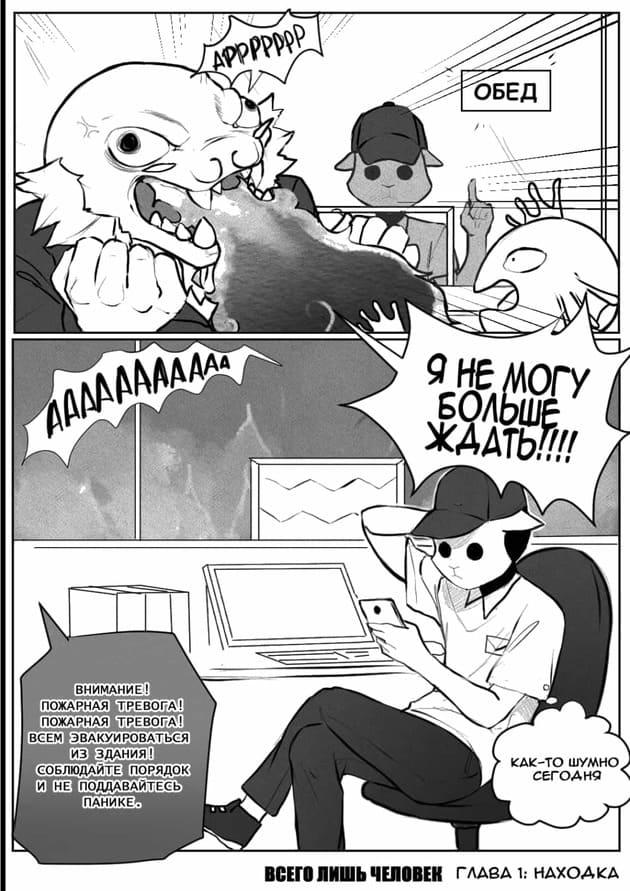 АРРРРРРР
ОБЕД
АААААААААААА
Я НЕ МОГУ
БОЛЬШЕ
ЖДАТЬ!!!!
ВНИМАНИЕ!
ПОЖАРНАЯ ТРЕВОГА!
ПОЖАРНАЯ ТРЕВОГА!
ВСЕМ ЭВАКУИРОВАТЬСЯ
ИЗ ЗДАНИЯ!
СОБЛЮДАЙТЕ ПОРЯДОК
И НЕ ПОДДАВАЙТЕСЬ
ПАНИКЕ.
КАК-ТО ШУМНО
СЕГОДНЯ
ВСЕГО ЛИШЬ ЧЕЛОВЕК ГЛАВА 1: НАХОДКА